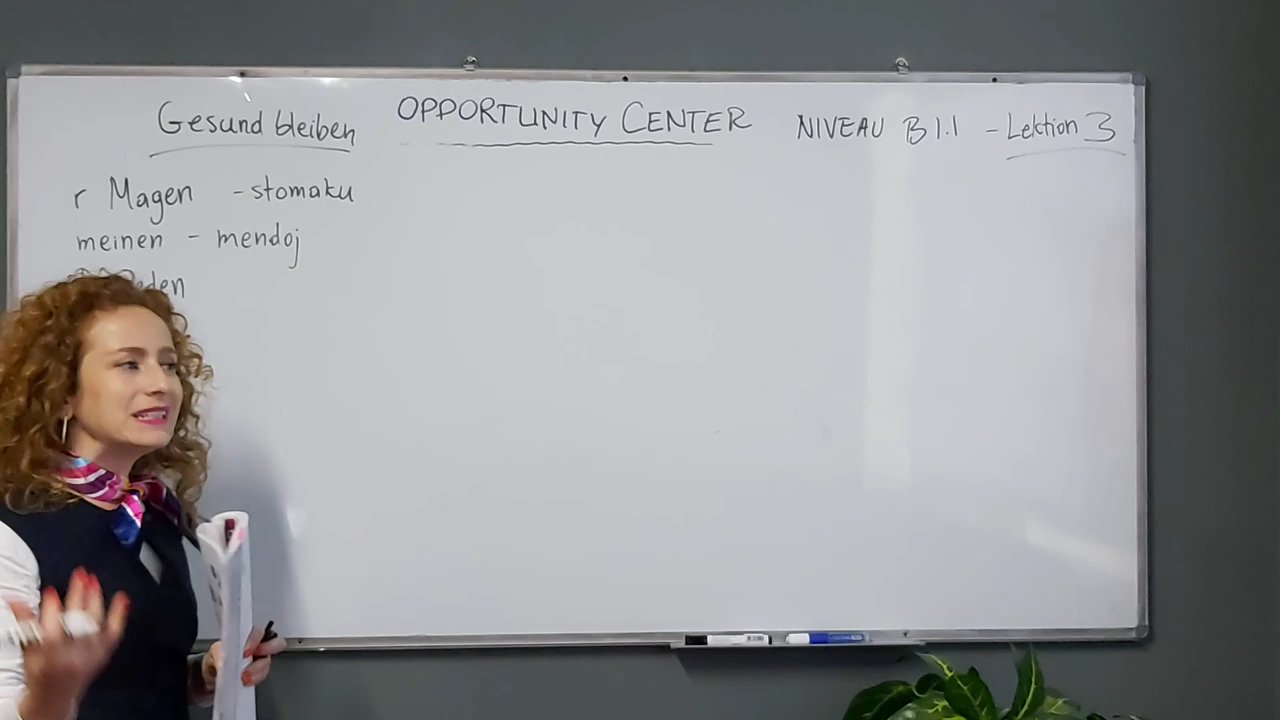 Gesund bleiben OPPORTUNITY CENTER NIVEAU B1.1 - Lektion 3
r Magen - stomaku
meinen - mendoj